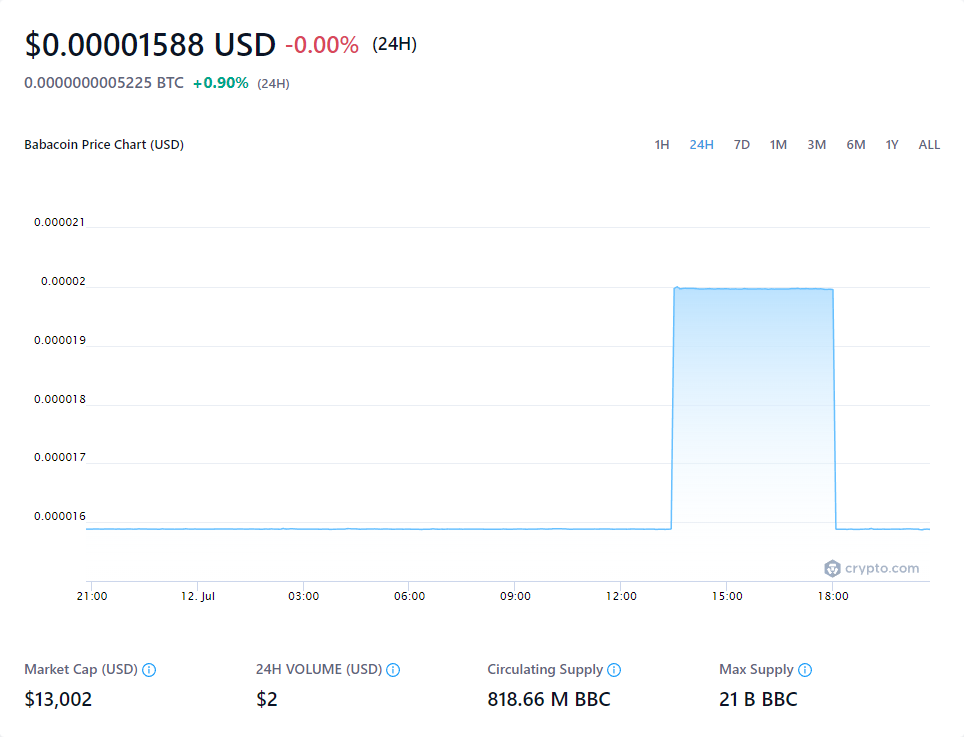 $0.00001588 USD -0.00% (24H)
0.0000000005225 BTC +0.90% (24H)
Babacoin Price Chart (USD) 1H 24H 7D 1M 3M 6M 1Y ALL
0.000021
0.00002
0.000019
0.000018
0.000017
0.000016
crypto.com
21:00 12. Jul 03:00 06:00 09:00 12:00 15:00 18:00
Market Cap (USD) 24H VOLUME (USD) Circulating Supply Max Supply
$13,002 $2 818.66 M BBC 21 B BBC